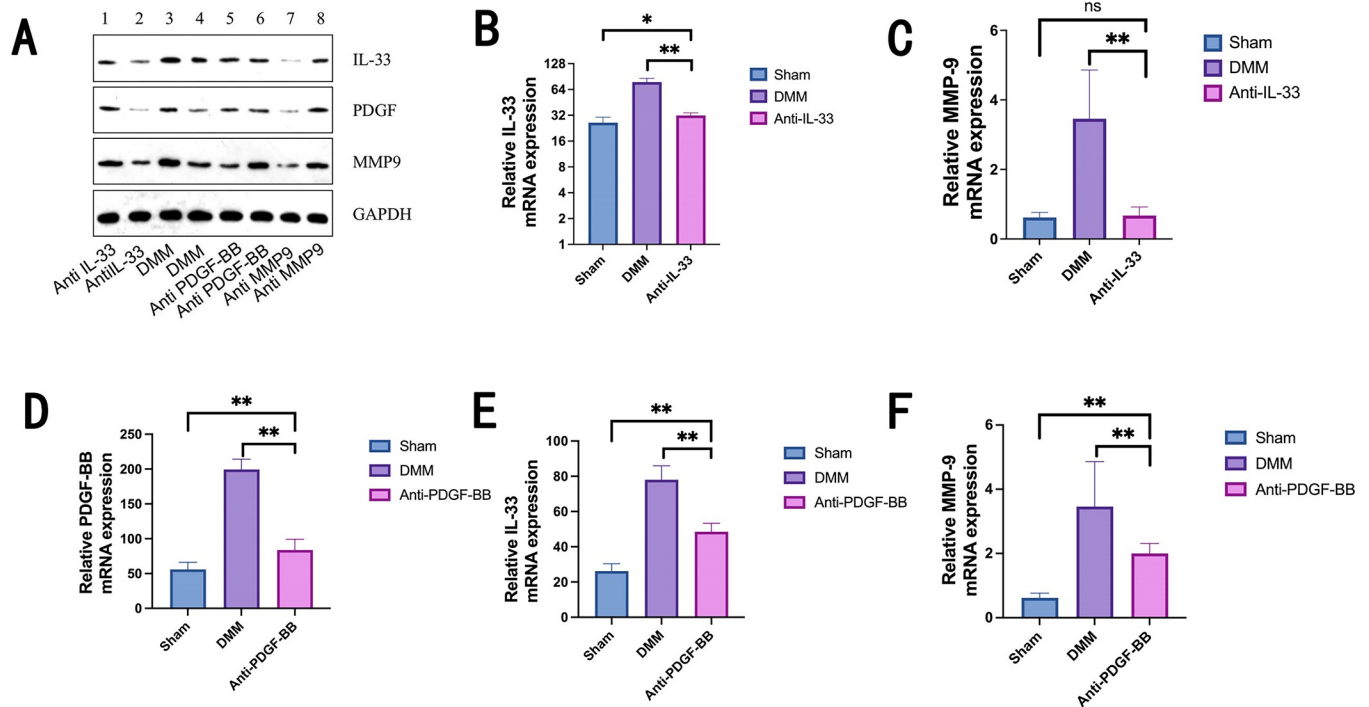 A
1 2 3 4 5 6 7 8
IL-33
PDGF
MMP9
GAPDH
Anti IL-33
AntiIL-33
DMM
DMM
Anti PDGF-BB
Anti PDGF-BB
Anti MMP9
Anti MMP9
B
*
**
Relative IL-33
mRNA expression
128
64
32
16
8
4
2
1
Sham
DMM
Anti-IL-33
Sham
DMM
Anti-IL-33
C
ns
**
Relative MMP-9
mRNA expression
6
4
2
0
Sham
DMM
Anti-IL-33
Sham
DMM
Anti-IL-33
D
**
**
Relative PDGF-BB
mRNA expression
250
200
150
100
50
0
Sham
DMM
Anti-PDGF-BB
Sham
DMM
Anti-PDGF-BB
E
**
**
Relative IL-33
mRNA expression
100
80
60
40
20
0
Sham
DMM
Anti-PDGF-BB
Sham
DMM
Anti-PDGF-BB
F
**
**
Relative MMP-9
mRNA expression
6
4
2
0
Sham
DMM
Anti-PDGF-BB
Sham
DMM
Anti-PDGF-BB